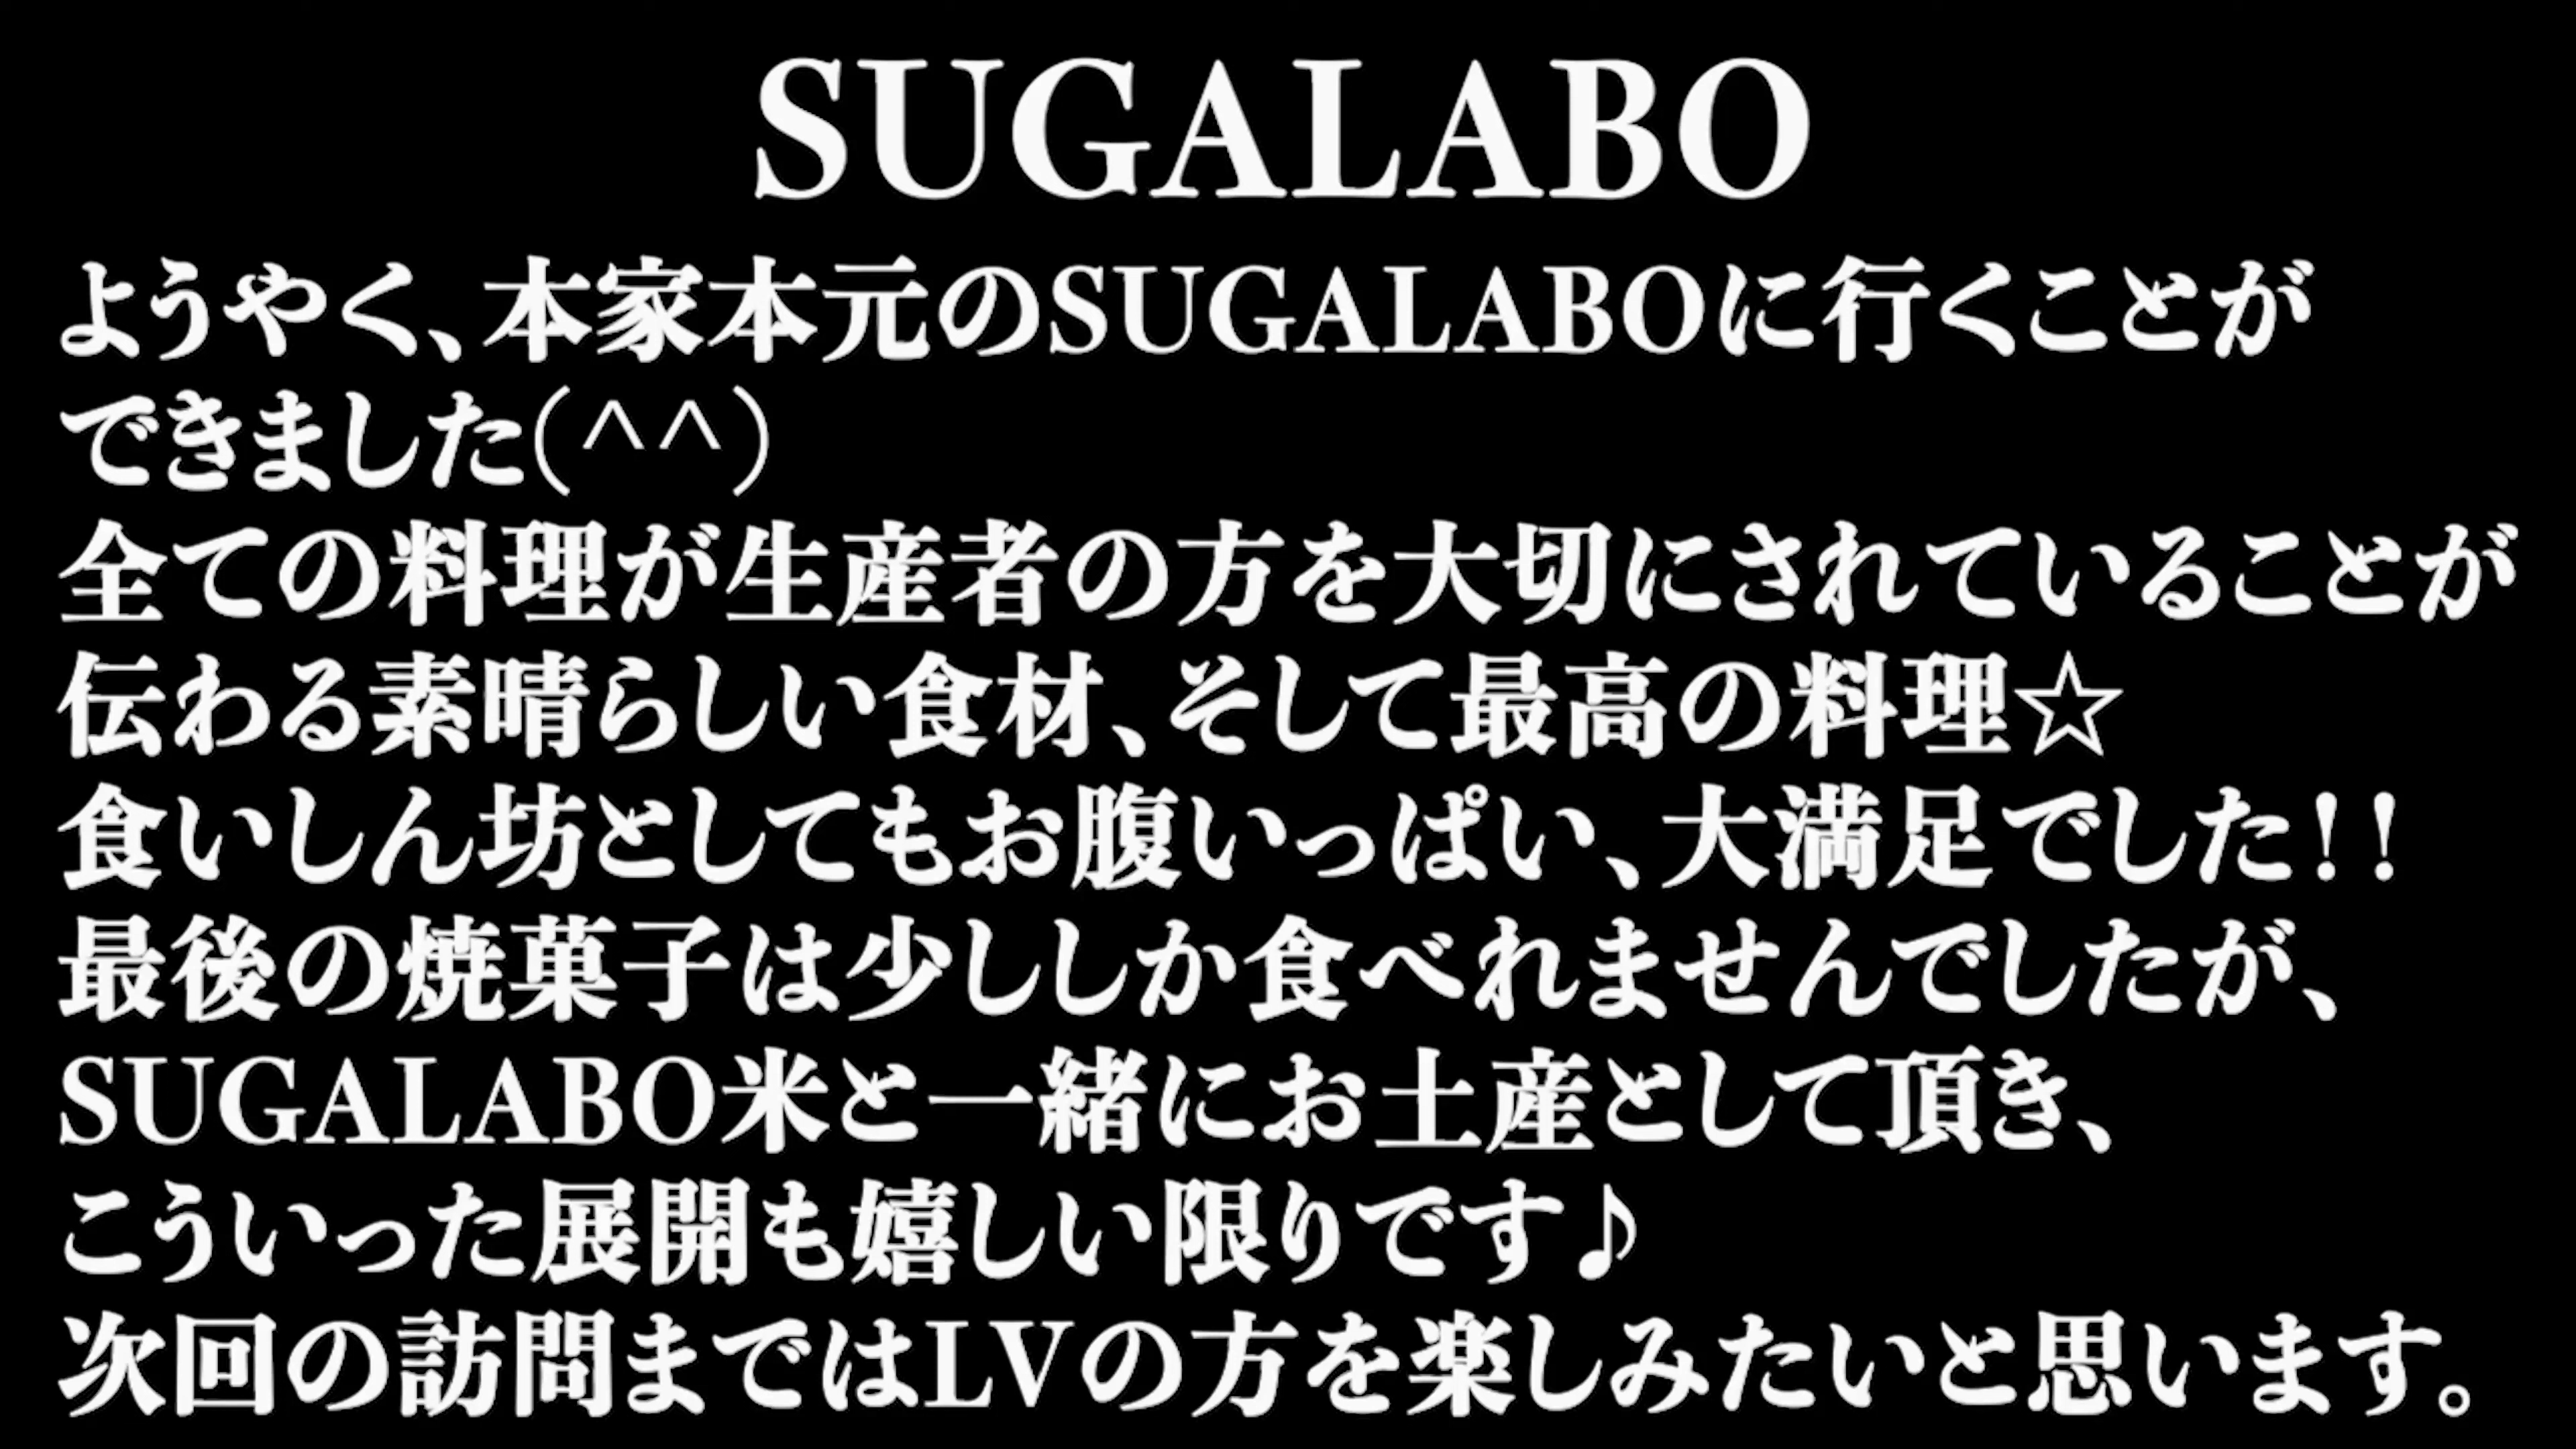 SUGALABO
ようやく、本家本元のSUGALABOに行くことが
できました(^^)
全ての料理が生産者の方を大切にされていることが
伝わる素晴らしい食材、そして最高の料理☆
食いしん坊としてもお腹いっぱい、大満足でした!!
最後の焼菓子は少ししか食べれませんでしたが、
SUGALABO米と一緒にお土産として頂き、
こういった展開も嬉しい限りです♪
次回の訪問まではLVの方を楽しみたいと思います。